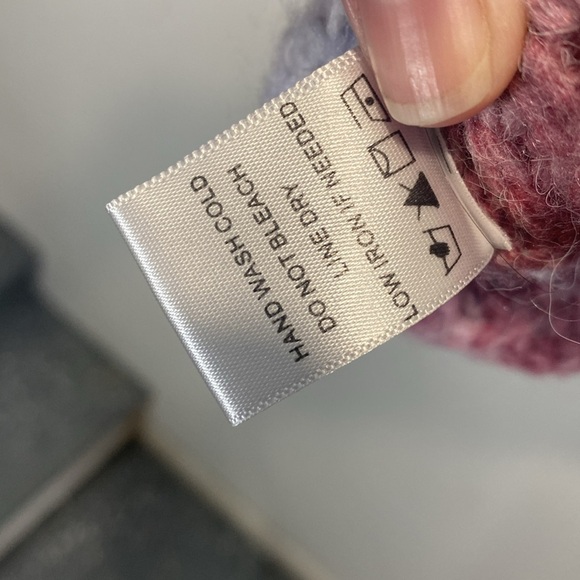 HAND WASH COLD
DO NOT BLEACH
LINE DRY
LOW IRON IF NEEDED